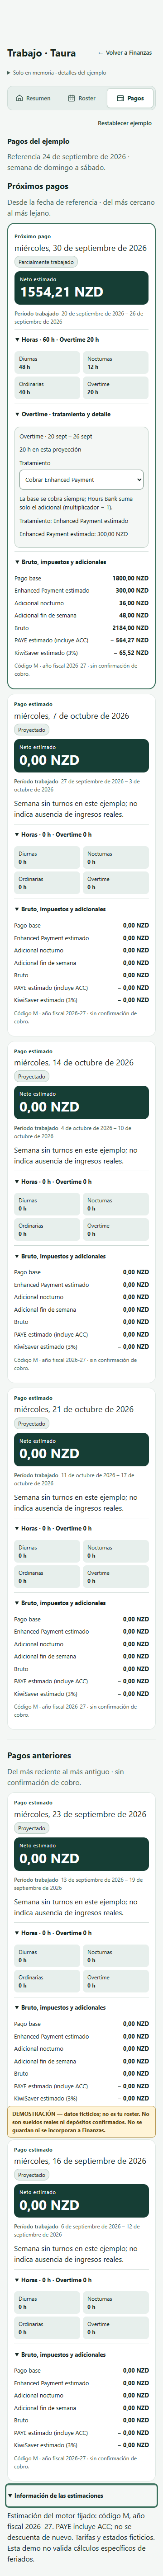 Trabajo · Taura
← Volver a Finanzas
▶ Solo en memoria · detalles del ejemplo
Resumen
Roster
Pagos
Restablecer ejemplo
Pagos del ejemplo
Referencia 24 de septiembre de 2026 ·
semana de domingo a sábado.
Próximos pagos
Desde la fecha de referencia · del más cercano
al más lejano.
Próximo pago
miércoles, 30 de septiembre de 2026
Parcialmente trabajado
Neto estimado
1554,21 NZD
Período trabajado 20 de septiembre de 2026 – 26 de
septiembre de 2026
▼ Horas · 60 h · Overtime 20 h
Diurnas
48 h
Nocturnas
12 h
Ordinarias
40 h
Overtime
20 h
▼ Overtime · tratamiento y detalle
Overtime · 20 sept – 26 sept
20 h en esta proyección
Tratamiento
Cobrar Enhanced Payment
La base se cobra siempre; Hours Bank suma
solo el adicional (multiplicador − 1).
Tratamiento: Enhanced Payment estimado
Enhanced Payment estimado: 300,00 NZD
▼ Bruto, impuestos y adicionales
Pago base 1800,00 NZD
Enhanced Payment estimado 300,00 NZD
Adicional nocturno 36,00 NZD
Adicional fin de semana 48,00 NZD
Bruto 2184,00 NZD
PAYE estimado (incluye ACC) − 564,27 NZD
KiwiSaver estimado (3%) − 65,52 NZD
Código M · año fiscal 2026-27 · sin confirmación de
cobro.
Pago estimado
miércoles, 7 de octubre de 2026
Proyectado
Neto estimado
0,00 NZD
Período trabajado 27 de septiembre de 2026 – 3 de
octubre de 2026
Semana sin turnos en este ejemplo; no
indica ausencia de ingresos reales.
▼ Horas · 0 h · Overtime 0 h
Diurnas
0 h
Nocturnas
0 h
Ordinarias
0 h
Overtime
0 h
▼ Bruto, impuestos y adicionales
Pago base 0,00 NZD
Enhanced Payment estimado 0,00 NZD
Adicional nocturno 0,00 NZD
Adicional fin de semana 0,00 NZD
Bruto 0,00 NZD
PAYE estimado (incluye ACC) − 0,00 NZD
KiwiSaver estimado (3%) − 0,00 NZD
Código M · año fiscal 2026-27 · sin confirmación de
cobro.
Pago estimado
miércoles, 14 de octubre de 2026
Proyectado
Neto estimado
0,00 NZD
Período trabajado 4 de octubre de 2026 – 10 de
octubre de 2026
Semana sin turnos en este ejemplo; no
indica ausencia de ingresos reales.
▼ Horas · 0 h · Overtime 0 h
Diurnas
0 h
Nocturnas
0 h
Ordinarias
0 h
Overtime
0 h
▼ Bruto, impuestos y adicionales
Pago base 0,00 NZD
Enhanced Payment estimado 0,00 NZD
Adicional nocturno 0,00 NZD
Adicional fin de semana 0,00 NZD
Bruto 0,00 NZD
PAYE estimado (incluye ACC) − 0,00 NZD
KiwiSaver estimado (3%) − 0,00 NZD
Código M · año fiscal 2026-27 · sin confirmación de
cobro.
Pago estimado
miércoles, 21 de octubre de 2026
Proyectado
Neto estimado
0,00 NZD
Período trabajado 11 de octubre de 2026 – 17 de
octubre de 2026
Semana sin turnos en este ejemplo; no
indica ausencia de ingresos reales.
▼ Horas · 0 h · Overtime 0 h
Diurnas
0 h
Nocturnas
0 h
Ordinarias
0 h
Overtime
0 h
▼ Bruto, impuestos y adicionales
Pago base 0,00 NZD
Enhanced Payment estimado 0,00 NZD
Adicional nocturno 0,00 NZD
Adicional fin de semana 0,00 NZD
Bruto 0,00 NZD
PAYE estimado (incluye ACC) − 0,00 NZD
KiwiSaver estimado (3%) − 0,00 NZD
Código M · año fiscal 2026-27 · sin confirmación de
cobro.
Pagos anteriores
Del más reciente al más antiguo · sin
confirmación de cobro.
Pago estimado
miércoles, 23 de septiembre de 2026
Proyectado
Neto estimado
0,00 NZD
Período trabajado 13 de septiembre de 2026 – 19 de
septiembre de 2026
Semana sin turnos en este ejemplo; no
indica ausencia de ingresos reales.
▼ Horas · 0 h · Overtime 0 h
Diurnas
0 h
Nocturnas
0 h
Ordinarias
0 h
Overtime
0 h
▼ Bruto, impuestos y adicionales
Pago base 0,00 NZD
Enhanced Payment estimado 0,00 NZD
Adicional nocturno 0,00 NZD
Adicional fin de semana 0,00 NZD
Bruto 0,00 NZD
PAYE estimado (incluye ACC) − 0,00 NZD
KiwiSaver estimado (3%) − 0,00 NZD
DEMOSTRACIÓN — datos ficticios; no es tu roster. No
son sueldos reales ni depósitos confirmados. No se
guardan ni se incorporan a Finanzas.
Pago estimado
miércoles, 16 de septiembre de 2026
Proyectado
Neto estimado
0,00 NZD
Período trabajado 6 de septiembre de 2026 – 12 de
septiembre de 2026
Semana sin turnos en este ejemplo; no
indica ausencia de ingresos reales.
▼ Horas · 0 h · Overtime 0 h
Diurnas
0 h
Nocturnas
0 h
Ordinarias
0 h
Overtime
0 h
▼ Bruto, impuestos y adicionales
Pago base 0,00 NZD
Enhanced Payment estimado 0,00 NZD
Adicional nocturno 0,00 NZD
Adicional fin de semana 0,00 NZD
Bruto 0,00 NZD
PAYE estimado (incluye ACC) − 0,00 NZD
KiwiSaver estimado (3%) − 0,00 NZD
Código M · año fiscal 2026-27 · sin confirmación de
cobro.
▼ Información de las estimaciones
Estimación del motor fijado: código M, año
fiscal 2026–27. PAYE incluye ACC; no se
descuenta de nuevo. Tarifas y estados ficticios.
Esta demo no valida cálculos específicos de
feriados.